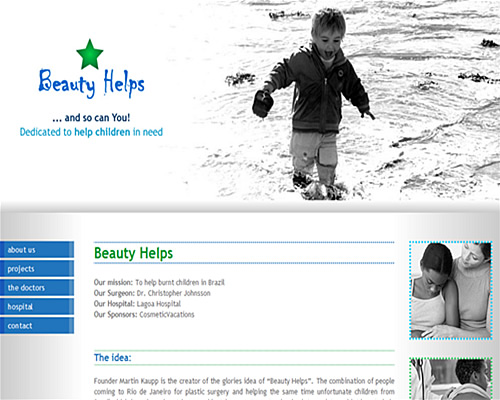 Beauty Helps
... and so can You!
Dedicated to help children in need
about us
projects
the doctors
hospital
contact
Beauty Helps
Our mission: To help burnt children in Brazil
Our Surgeon: Dr. Christopher Johnsson
Our Hospital: Lagoa Hospital
Our Sponsors: CosmeticVacations
The idea:
Founder Martin Kaupp is the creator of the glories idea of “Beauty Helps”. The combination of people
coming to Rio de Janeiro for plastic surgery and helping the same time unfortunate children from